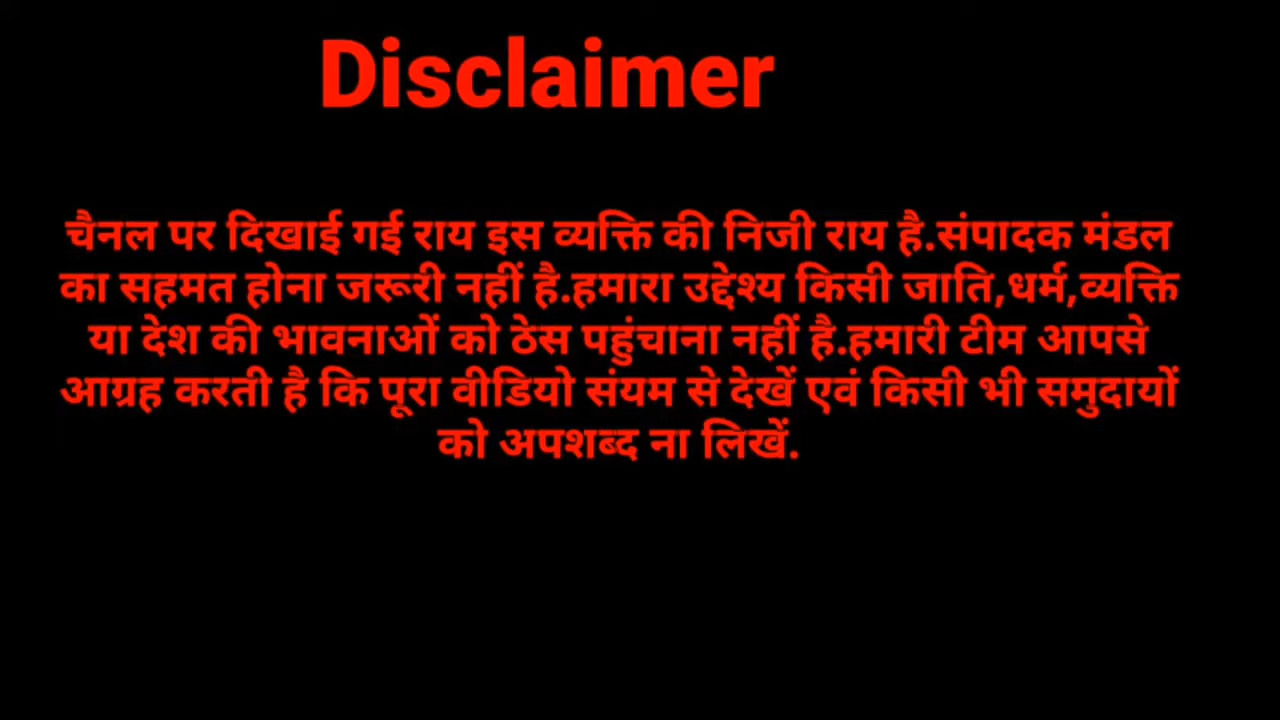 Disclaimer
चैनल पर दिखाई गई राय इस व्यक्ति की निजी राय है.संपादक मंडल
का सहमत होना जरूरी नहीं है.हमारा उद्देश्य किसी जाति,धर्म,व्यक्ति
या देश की भावनाओं को ठेस पहुंचाना नहीं है.हमारी टीम आपसे
आग्रह करती है कि पूरा वीडियो संयम से देखें एवं किसी भी समुदायों
को अपशब्द ना लिखें.